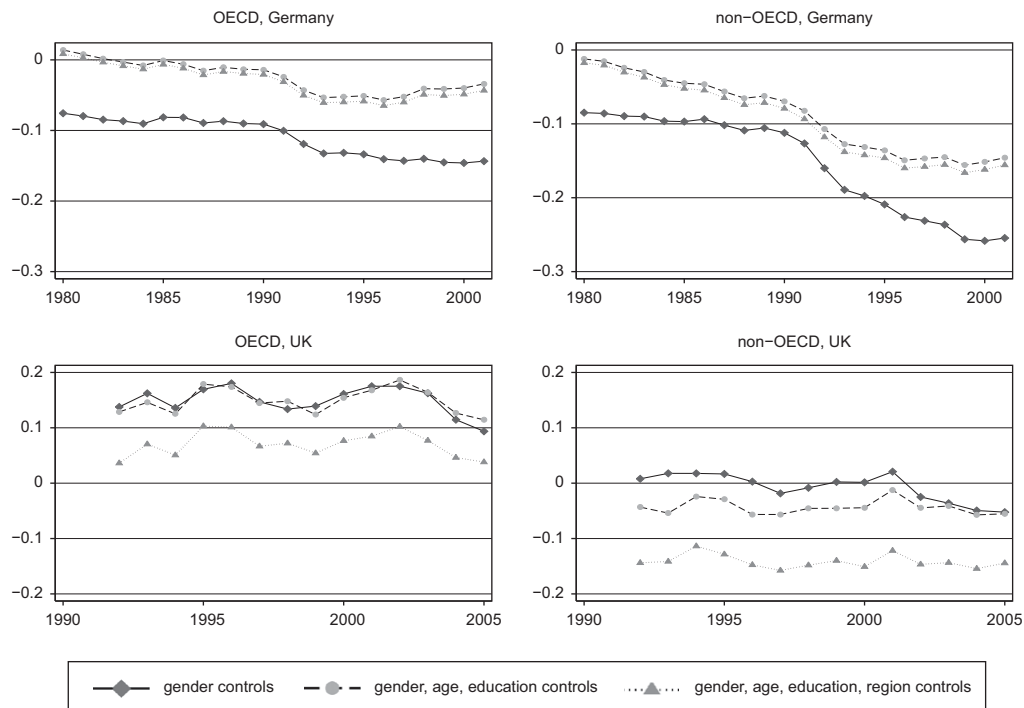 OECD, Germany
0
−0.1
−0.2
−0.3
1980 1985 1990 1995 2000
non−OECD, Germany
0
−0.1
−0.2
−0.3
1980 1985 1990 1995 2000
OECD, UK
0.2
0.1
0
−0.1
−0.2
1990 1995 2000 2005
non−OECD, UK
0.2
0.1
0
−0.1
−0.2
1990 1995 2000 2005
gender controls gender, age, education controls gender, age, education, region controls